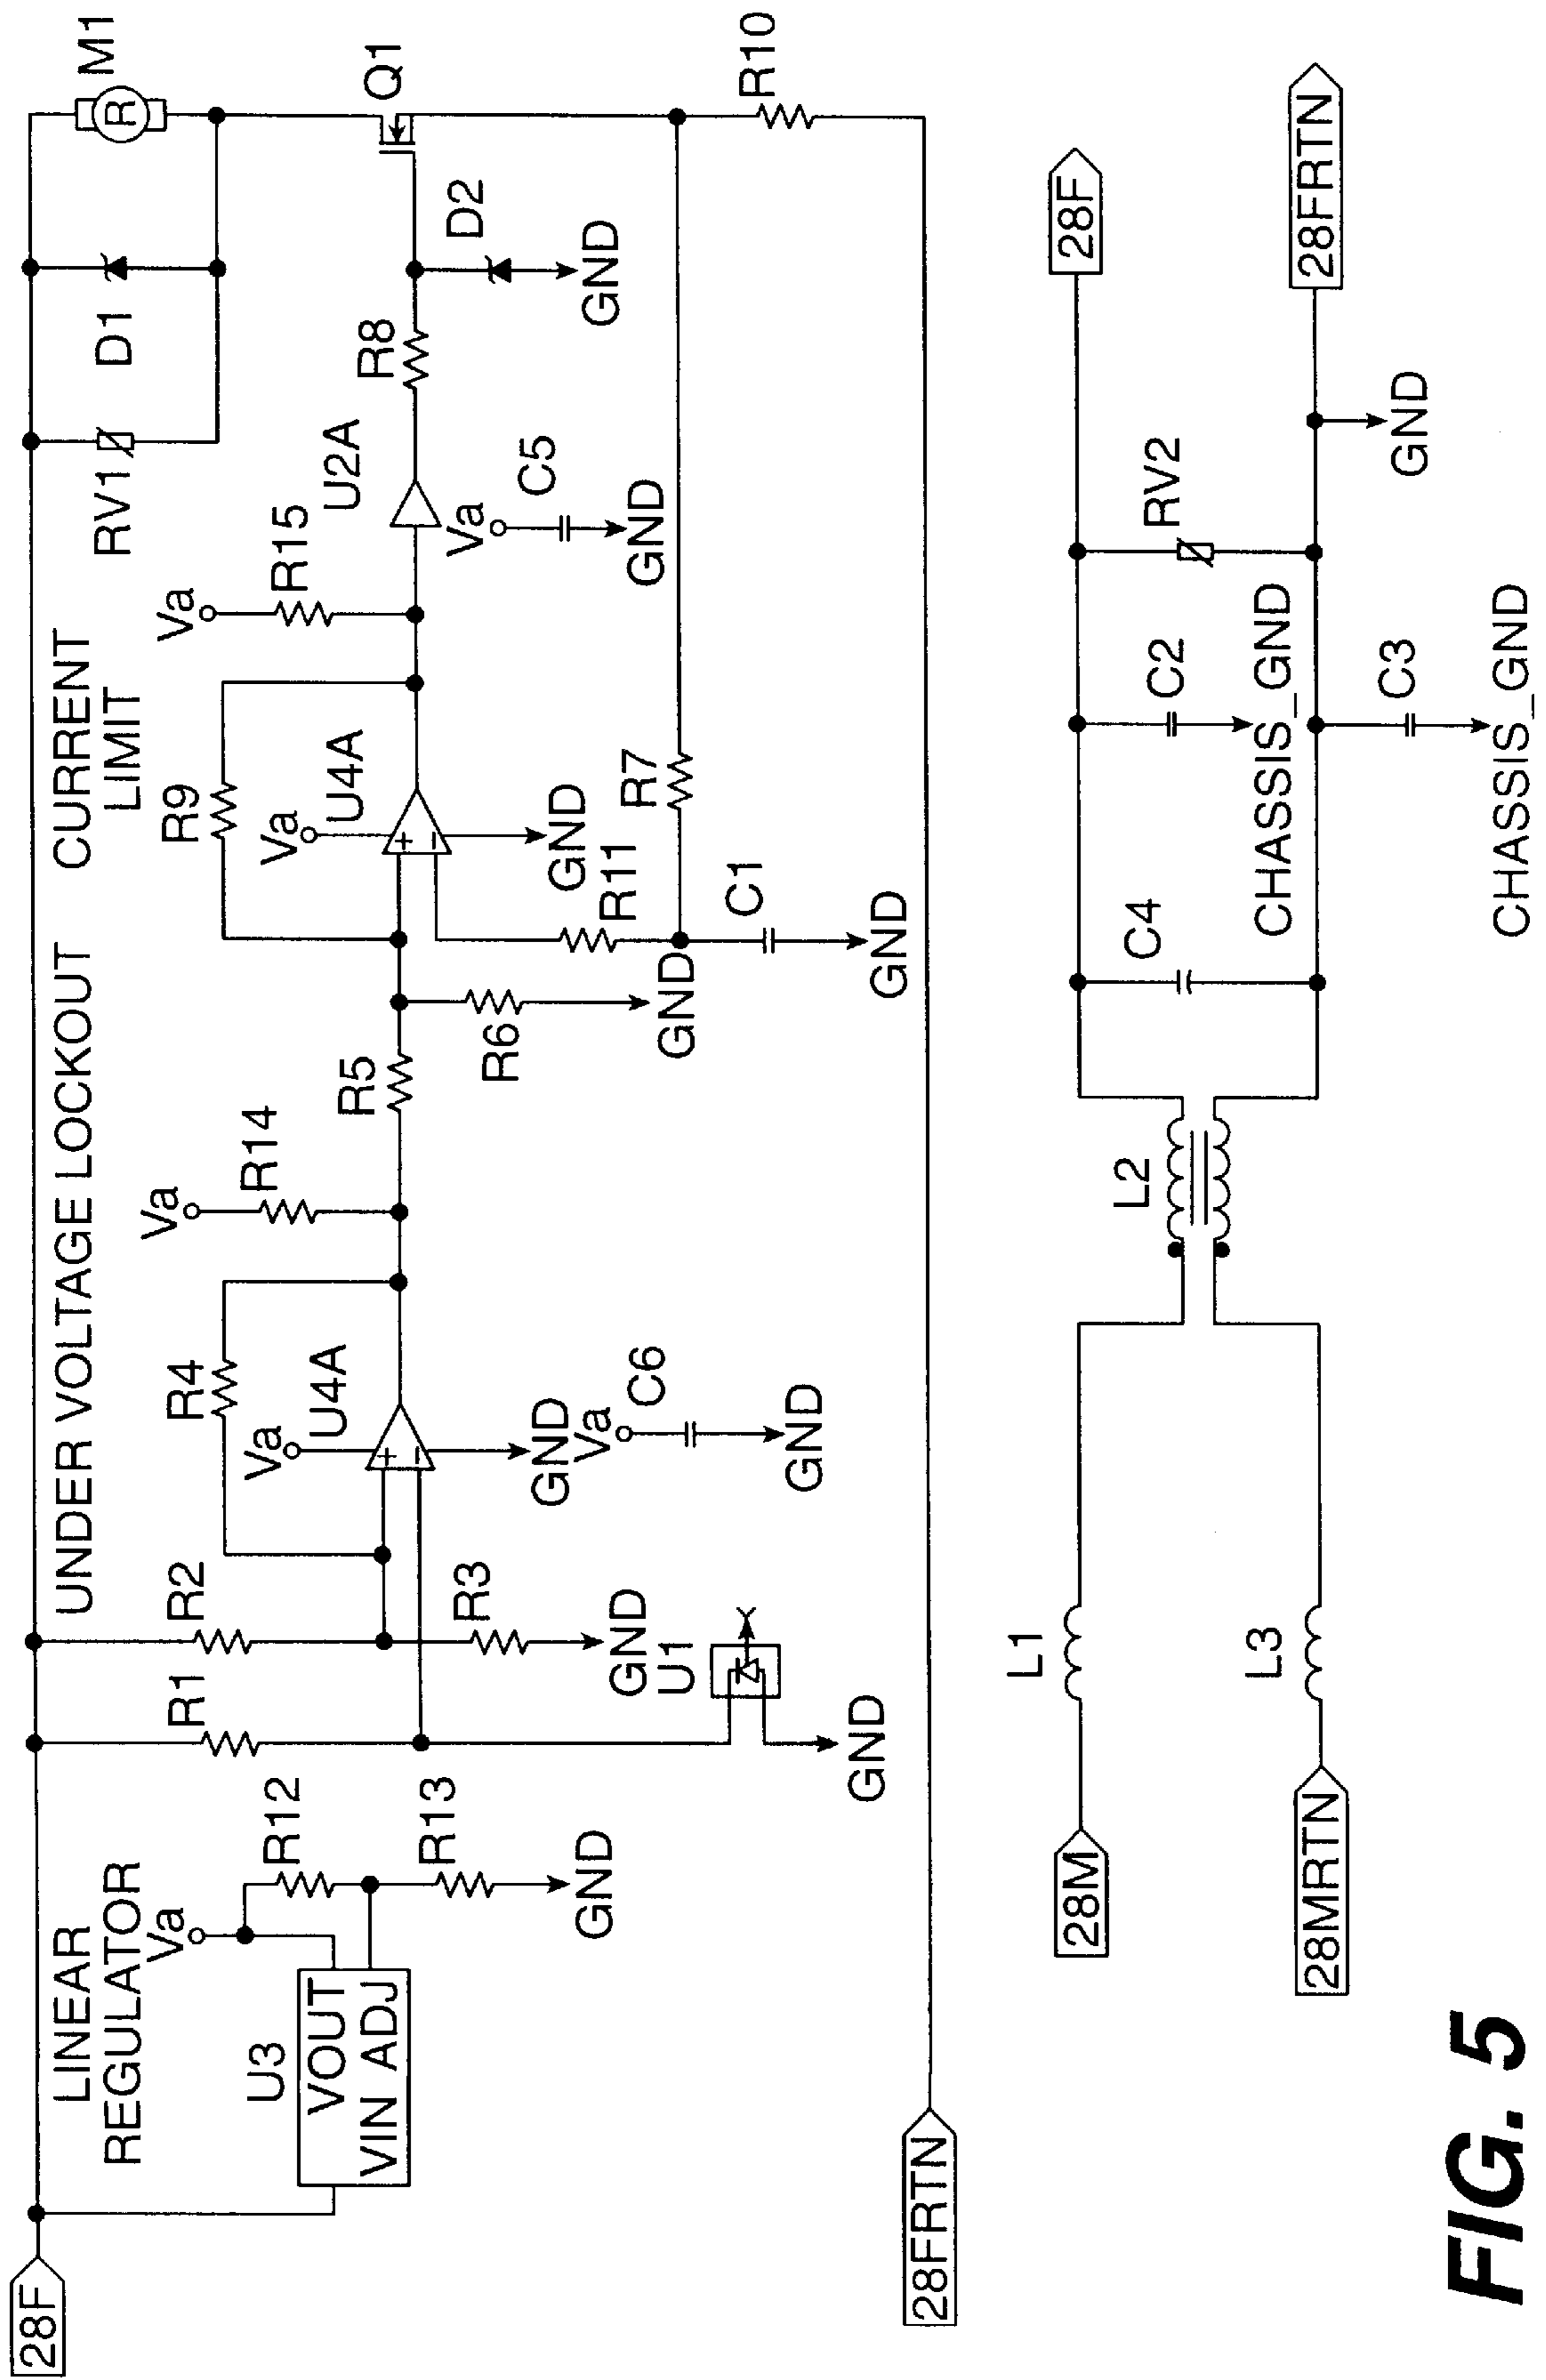 28F
LINEAR
REGULATOR
Va
U3
VOUT
VIN ADJ
R12
R13
GND
UNDER VOLTAGE LOCKOUT
R1
R2
R3
GND
U1
GND
R4
Va
U4A
+
−
GND
Va
C6
GND
Va
R14
R5
R6
GND
CURRENT
LIMIT
R9
Va
U4A
+
−
GND
R11
R7
C1
GND
Va
R15
U2A
Va
C5
GND
R8
D2
GND
RV1
D1
M1
R
Q1
R10
28FRTN
28M
L1
28MRTN
L3
L2
C4
C2
CHASSIS_GND
C3
CHASSIS_GND
RV2
GND
28F
28FRTN
FIG. 5